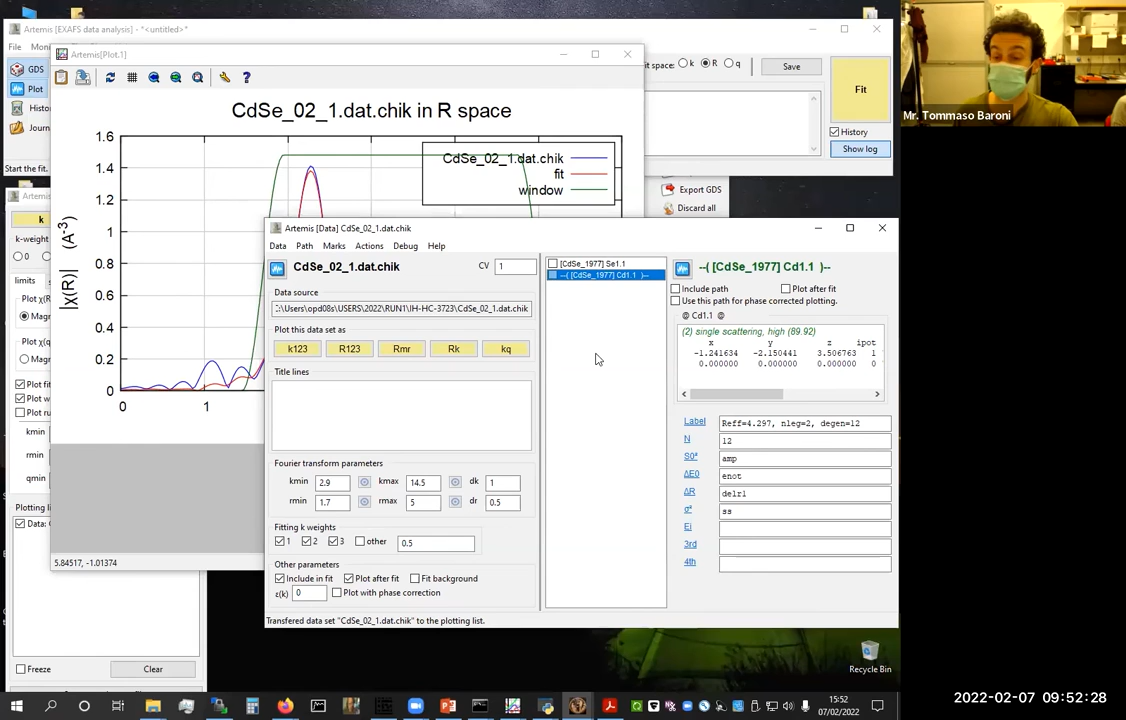 Artemis [EXAFS data analysis] - *<untitled>*
File
GDS
Plot
Start the fit.
Artemis[Plot.1]
CdSe_02_1.dat.chik in R space
|χ(R)| (A⁻³)
1.6
1.4
1.2
1
0.8
0.6
0.4
0.2
0
0
1
CdSe_02_1.dat.chik
fit
window
5.84517, -1.01374
it space:
k
R
q
Save
Fit
History
Show log
Export GDS
Discard all
k
k-weight
0
limits
kmin
rmin
qmin
Freeze
Clear
Artemis [Data] CdSe_02_1.dat.chik
Data Path Marks Actions Debug Help
CdSe_02_1.dat.chik
CV 1
Data source
:\Users\opd08s\USERS\2022\RUN1\IH-HC-3723\CdSe_02_1.dat.chik
Plot this data set as
k123 R123 Rmr Rk kq
Title lines
Fourier transform parameters
kmin 2.9 kmax 14.5 dk 1
rmin 1.7 rmax 5 dr 0.5
Fitting k weights
1 2 3 other 0.5
Other parameters
Include in fit Plot after fit Fit background
ε(k) 0 Plot with phase correction
Transfered data set "CdSe_02_1.dat.chik" to the plotting list.
[CdSe_1977] Se1.1
--( [CdSe_1977] Cd1.1 )--
--( [CdSe_1977] Cd1.1 )--
Include path Plot after fit
Use this path for phase corrected plotting.
@ Cd1.1 @
(2) single scattering, high (89.92)
x y z ipot
-1.241634 -2.150441 3.506763 1
0.000000 0.000000 0.000000 0
Label Reff=4.297, nleg=2, degen=12
N 12
S0² amp
ΔE0 enot
ΔR delr1
σ² ss
Ei
3rd
4th
Mr. Tommaso Baroni
Recycle Bin
15:52
07/02/2022
2022-02-07 09:52:28